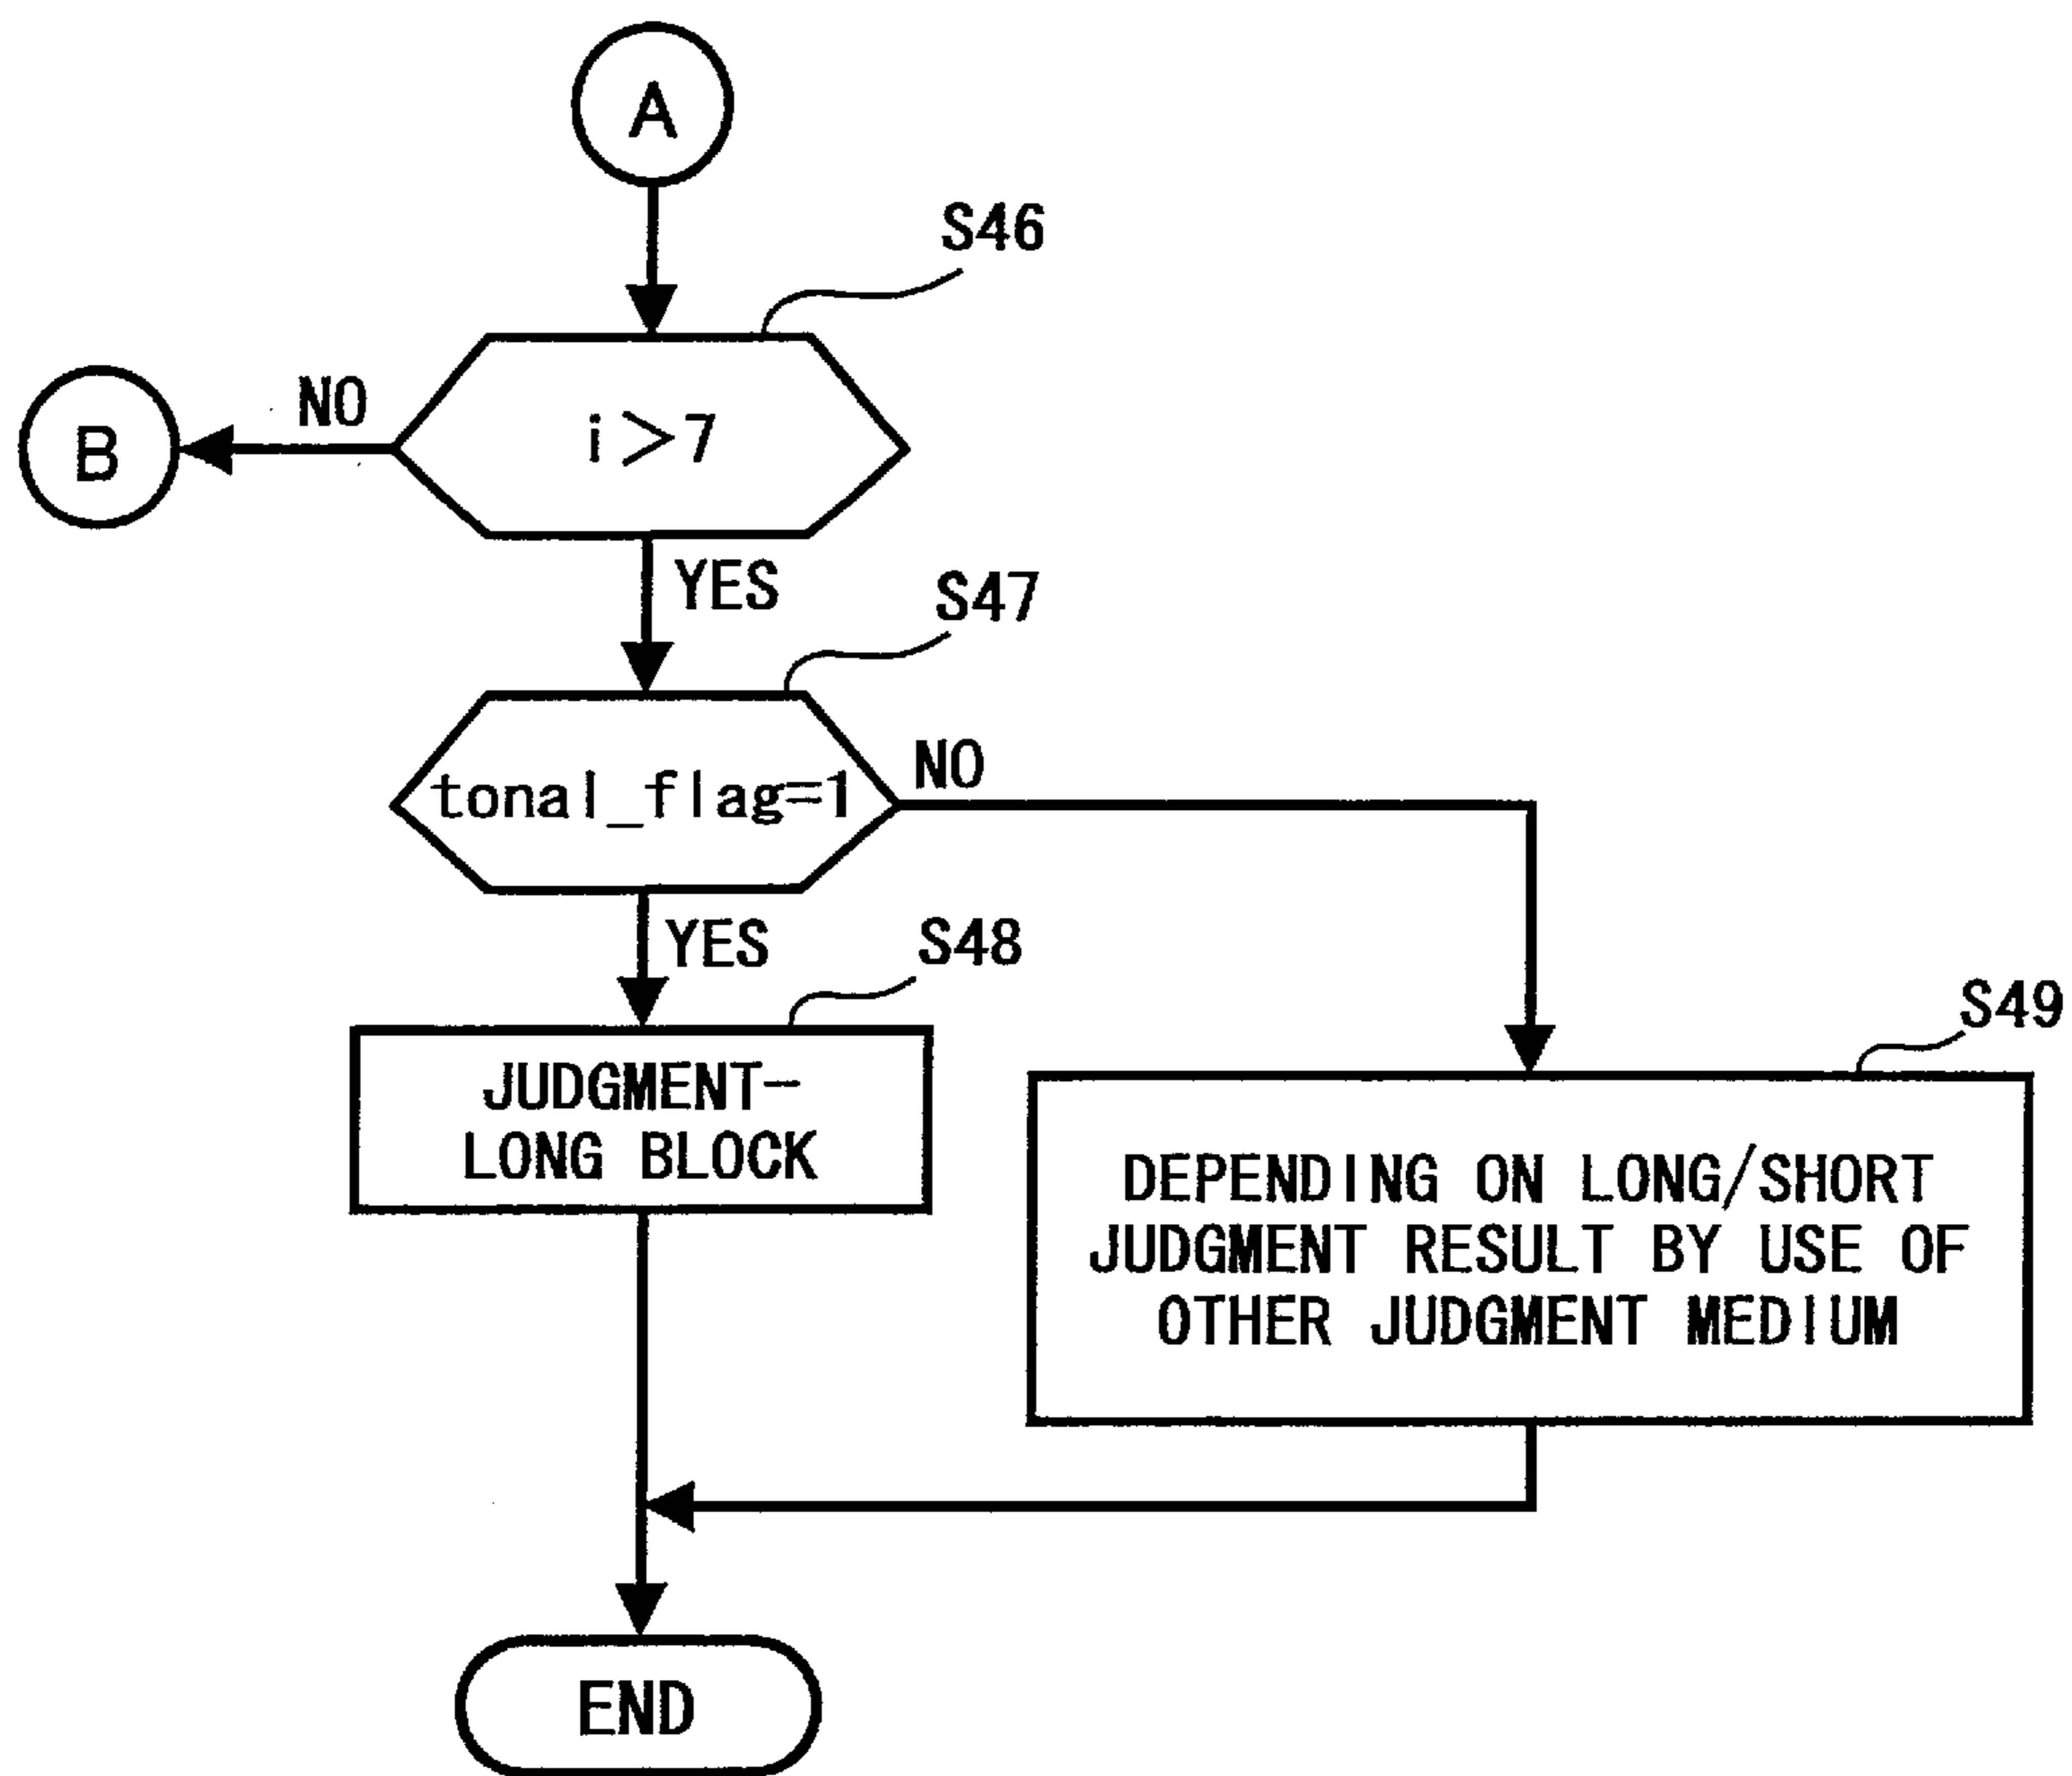 A
S46
NO
B
i>7
YES
S47
tonal_flag=1
NO
YES
S48
JUDGMENT-
LONG BLOCK
S49
DEPENDING ON LONG/SHORT
JUDGMENT RESULT BY USE OF
OTHER JUDGMENT MEDIUM
END